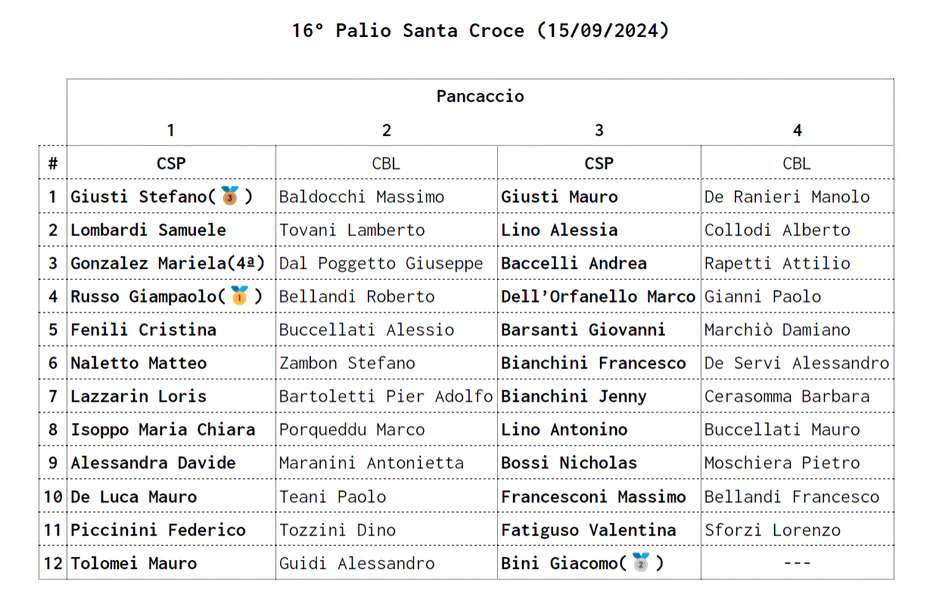 16° Palio Santa Croce (15/09/2024)
Pancaccio
1 2 3 4
# CSP CBL CSP CBL
1 Giusti Stefano(🥉) Baldocchi Massimo Giusti Mauro De Ranieri Manolo
2 Lombardi Samuele Tovani Lamberto Lino Alessia Collodi Alberto
3 Gonzalez Mariela(4ª) Dal Poggetto Giuseppe Baccelli Andrea Rapetti Attilio
4 Russo Giampaolo(🥇) Bellandi Roberto Dell’Orfanello Marco Gianni Paolo
5 Fenili Cristina Buccellati Alessio Barsanti Giovanni Marchiò Damiano
6 Naletto Matteo Zambon Stefano Bianchini Francesco De Servi Alessandro
7 Lazzarin Loris Bartoletti Pier Adolfo Bianchini Jenny Cerasomma Barbara
8 Isoppo Maria Chiara Porqueddu Marco Lino Antonino Buccellati Mauro
9 Alessandra Davide Maranini Antonietta Bossi Nicholas Moschiera Pietro
10 De Luca Mauro Teani Paolo Francesconi Massimo Bellandi Francesco
11 Piccinini Federico Tozzini Dino Fatiguso Valentina Sforzi Lorenzo
12 Tolomei Mauro Guidi Alessandro Bini Giacomo(🥈) ---